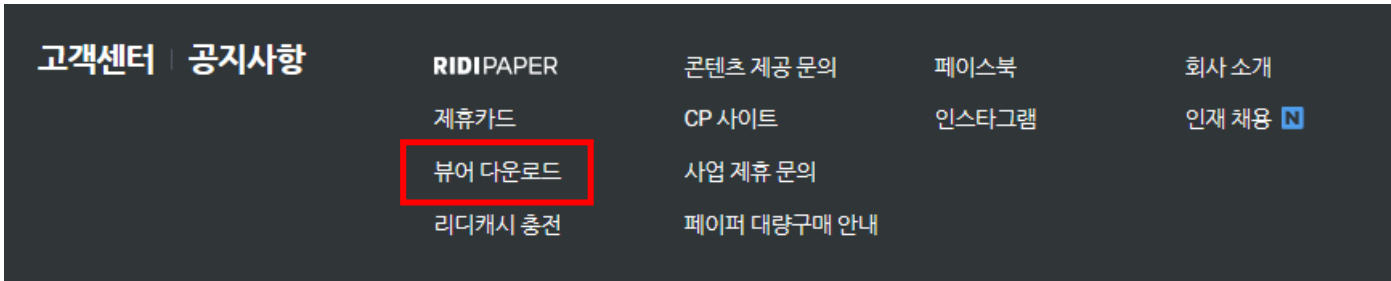 고객센터 | 공지사항
RIDIPAPER
제휴카드
뷰어 다운로드
리디캐시 충전
콘텐츠 제공 문의
CP 사이트
사업 제휴 문의
페이퍼 대량구매 안내
페이스북
인스타그램
회사 소개
인재 채용 N